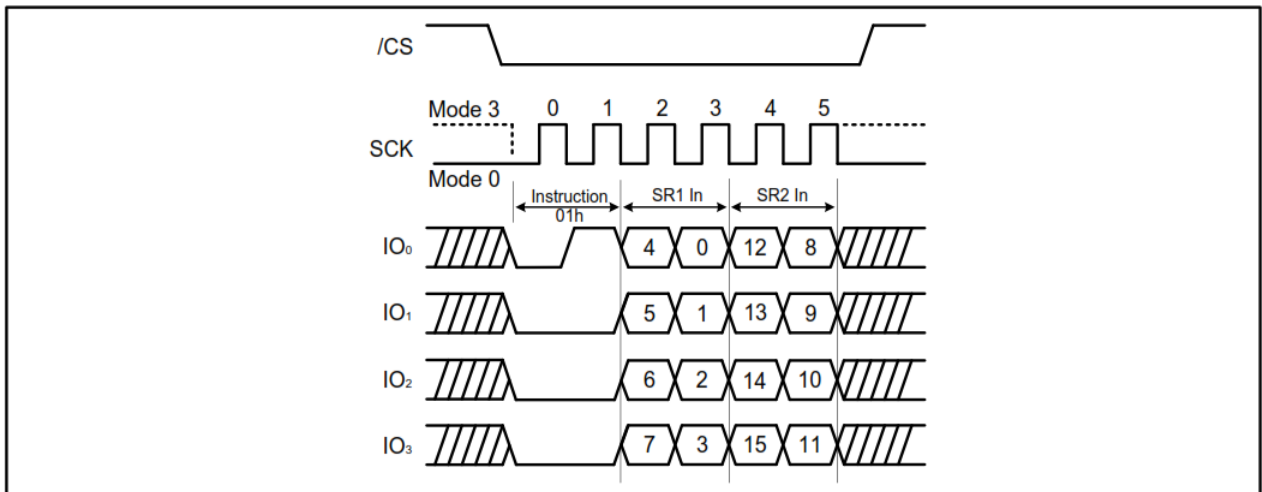 /CS
Mode 3 0 1 2 3 4 5
SCK
Mode 0
Instruction SR1 In SR2 In
01h
IO₀ 4 0 12 8
IO₁ 5 1 13 9
IO₂ 6 2 14 10
IO₃ 7 3 15 11